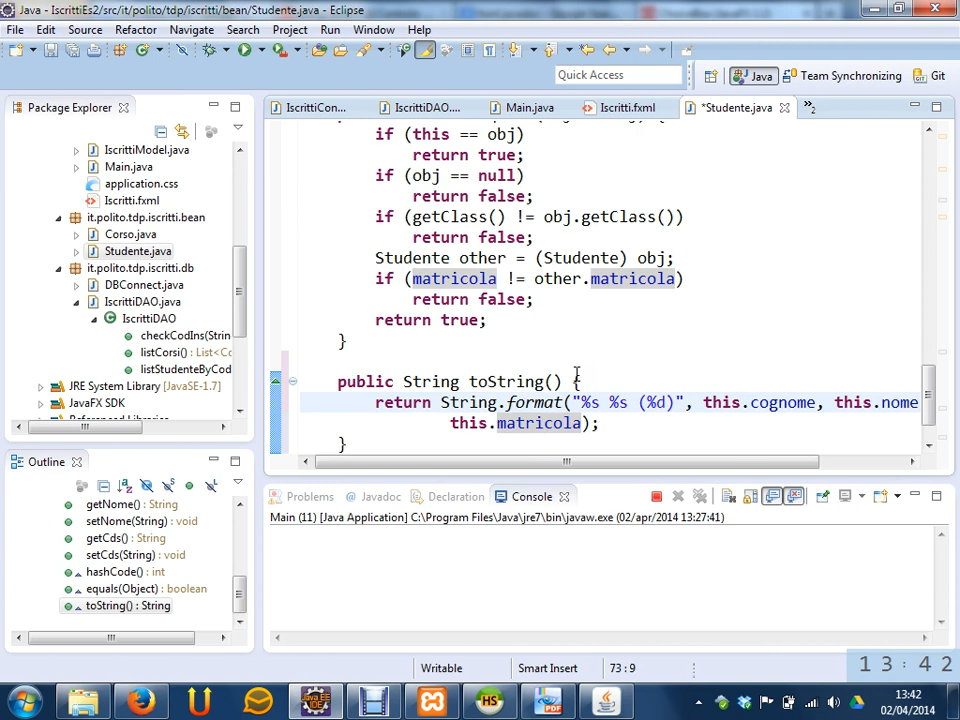 IscrittiEs2/src/it/polito/tdp/iscritti/bean/Studente.java - Eclipse
File Edit Source Refactor Navigate Search Project Run Window Help
Quick Access
Java
Team Synchronizing
Git
Package Explorer
IscrittiModel.java
Main.java
application.css
Iscritti.fxml
it.polito.tdp.iscritti.bean
Corso.java
Studente.java
it.polito.tdp.iscritti.db
DBConnect.java
IscrittiDAO.java
IscrittiDAO
checkCodIns(Strin
listCorsi() : List<Co
listStudenteByCod
JRE System Library [JavaSE-1.7]
JavaFX SDK
Referenced Libraries
IscrittiCon... IscrittiDAO.... Main.java Iscritti.fxml *Studente.java »2
if (this == obj)
return true;
if (obj == null)
return false;
if (getClass() != obj.getClass())
return false;
Studente other = (Studente) obj;
if (matricola != other.matricola)
return false;
return true;
}
public String toString() {
return String.format("%s %s (%d)", this.cognome, this.nome
this.matricola);
}
Outline
getNome() : String
setNome(String) : void
getCds() : String
setCds(String) : void
hashCode() : int
equals(Object) : boolean
toString() : String
Problems @ Javadoc Declaration Console
Main (11) [Java Application] C:\Program Files\Java\jre7\bin\javaw.exe (02/apr/2014 13:27:41)
Writable Smart Insert 73 : 9
13:42
13:42
02/04/2014